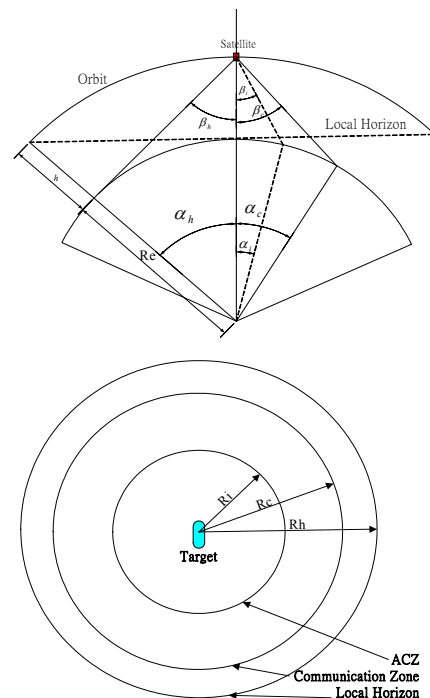 Satellite
Orbit
β_i
β_c
β_h
Local Horizon
h
α_h
α_c
α_i
Re
Ri
Rc
Rh
Target
ACZ
Communication Zone
Local Horizon